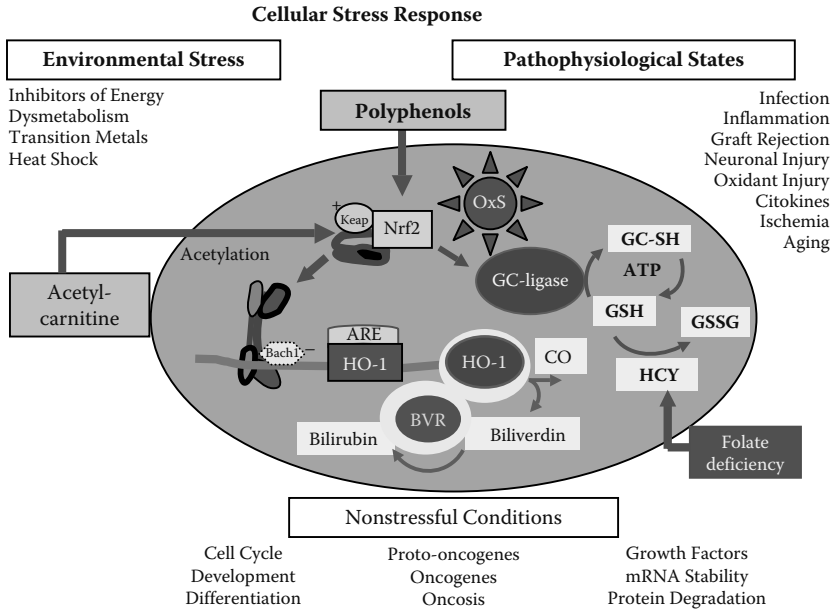 Cellular Stress Response
Environmental Stress
Inhibitors of Energy
Dysmetabolism
Transition Metals
Heat Shock
Pathophysiological States
Infection
Inflammation
Graft Rejection
Neuronal Injury
Oxidant Injury
Citokines
Ischemia
Aging
Polyphenols
OxS
+
Keap
Nrf2
Acetylation
Acetyl-
carnitine
GC-ligase
GC-SH
ATP
GSH
GSSG
HCY
Folate
deficiency
Bach1 –
ARE
HO-1
HO-1
CO
BVR
Bilirubin
Biliverdin
Nonstressful Conditions
Cell Cycle
Development
Differentiation
Proto-oncogenes
Oncogenes
Oncosis
Growth Factors
mRNA Stability
Protein Degradation